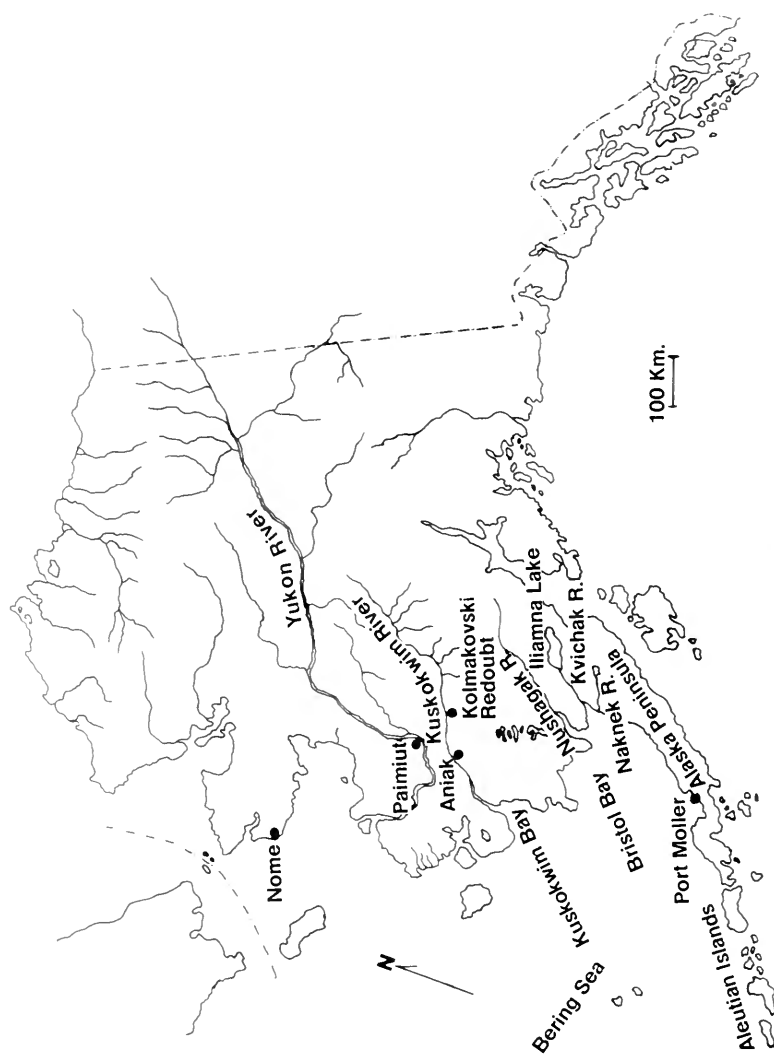 Yukon River
Kuskokwim River
Nome
Paimiut
Aniak
Kolmakovski
Redoubt
Nushagak R.
Iliamna Lake
Kvichak R.
Naknek R.
Alaska Peninsula
Port Moller
Bristol Bay
Kuskokwim Bay
Bering Sea
Aleutian Islands
N
100 Km.